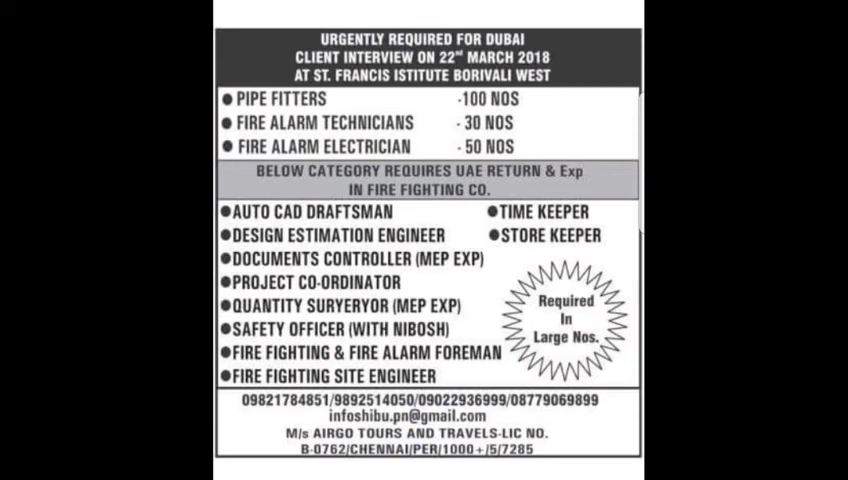 URGENTLY REQUIRED FOR DUBAI
CLIENT INTERVIEW ON 22nd MARCH 2018
AT ST. FRANCIS ISTITUTE BORIVALI WEST
● PIPE FITTERS -100 NOS
● FIRE ALARM TECHNICIANS - 30 NOS
● FIRE ALARM ELECTRICIAN - 50 NOS
BELOW CATEGORY REQUIRES UAE RETURN & Exp
IN FIRE FIGHTING CO.
●AUTO CAD DRAFTSMAN
●DESIGN ESTIMATION ENGINEER
●DOCUMENTS CONTROLLER (MEP EXP)
●PROJECT CO-ORDINATOR
●QUANTITY SURYERYOR (MEP EXP)
●SAFETY OFFICER (WITH NIBOSH)
●FIRE FIGHTING & FIRE ALARM FOREMAN
●FIRE FIGHTING SITE ENGINEER
●TIME KEEPER
●STORE KEEPER
Required
In
Large Nos.
09821784851/9892514050/09022936999/08779069899
infoshibu.pn@gmail.com
M/s AIRGO TOURS AND TRAVELS-LIC NO.
B-0762/CHENNAI/PER/1000+/5/7285